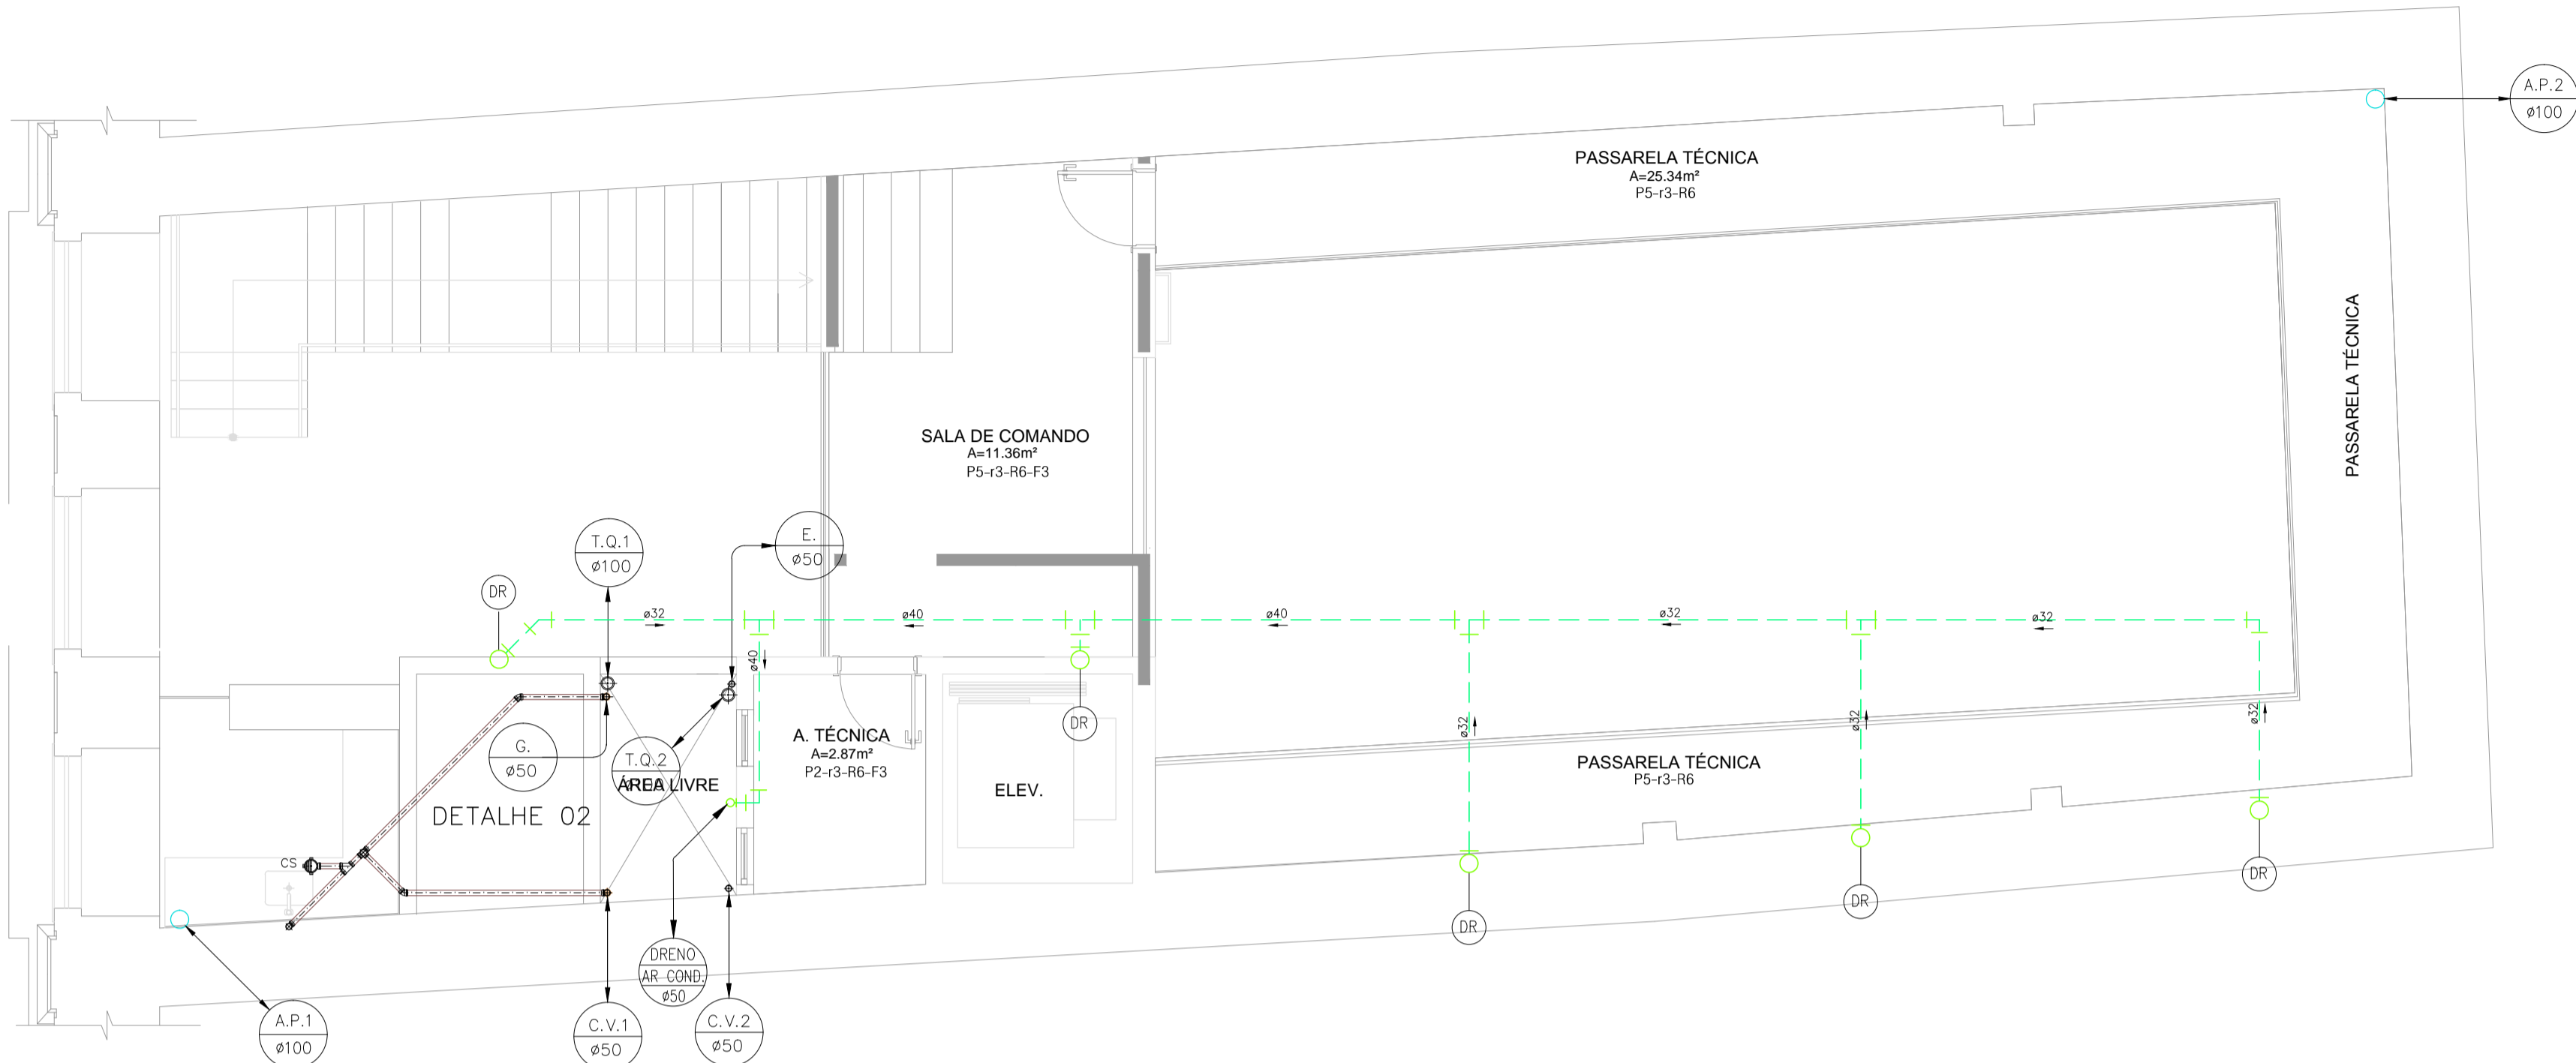 A.P.2
ø100
PASSARELA TÉCNICA
A=25.34m²
P5-r3-R6
PASSARELA TÉCNICA
SALA DE COMANDO
A=11.36m²
P5-r3-R6-F3
T.Q.1
ø100
E.
ø50
DR
ø32
ø40
ø40
ø32
ø32
ø40
DR
ø32
ø32
ø32
G.
ø50
T.Q.2
ÁREA LIVRE
A. TÉCNICA
A=2.87m²
P2-r3-R6-F3
ELEV.
PASSARELA TÉCNICA
P5-r3-R6
DETALHE 02
CS
DR
DR
DR
DRENO
AR COND.
ø50
A.P.1
ø100
C.V.1
ø50
C.V.2
ø50